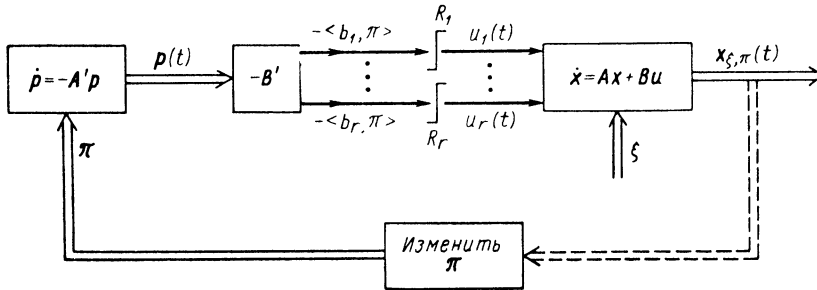 ṗ=-A'p
p(t)
-B'
-<b₁,π>
R₁
u₁(t)
ẋ=Ax+Bu
x_{ξ,π}(t)
-<bᵣ,π>
Rᵣ
uᵣ(t)
π
ξ
Изменить
π